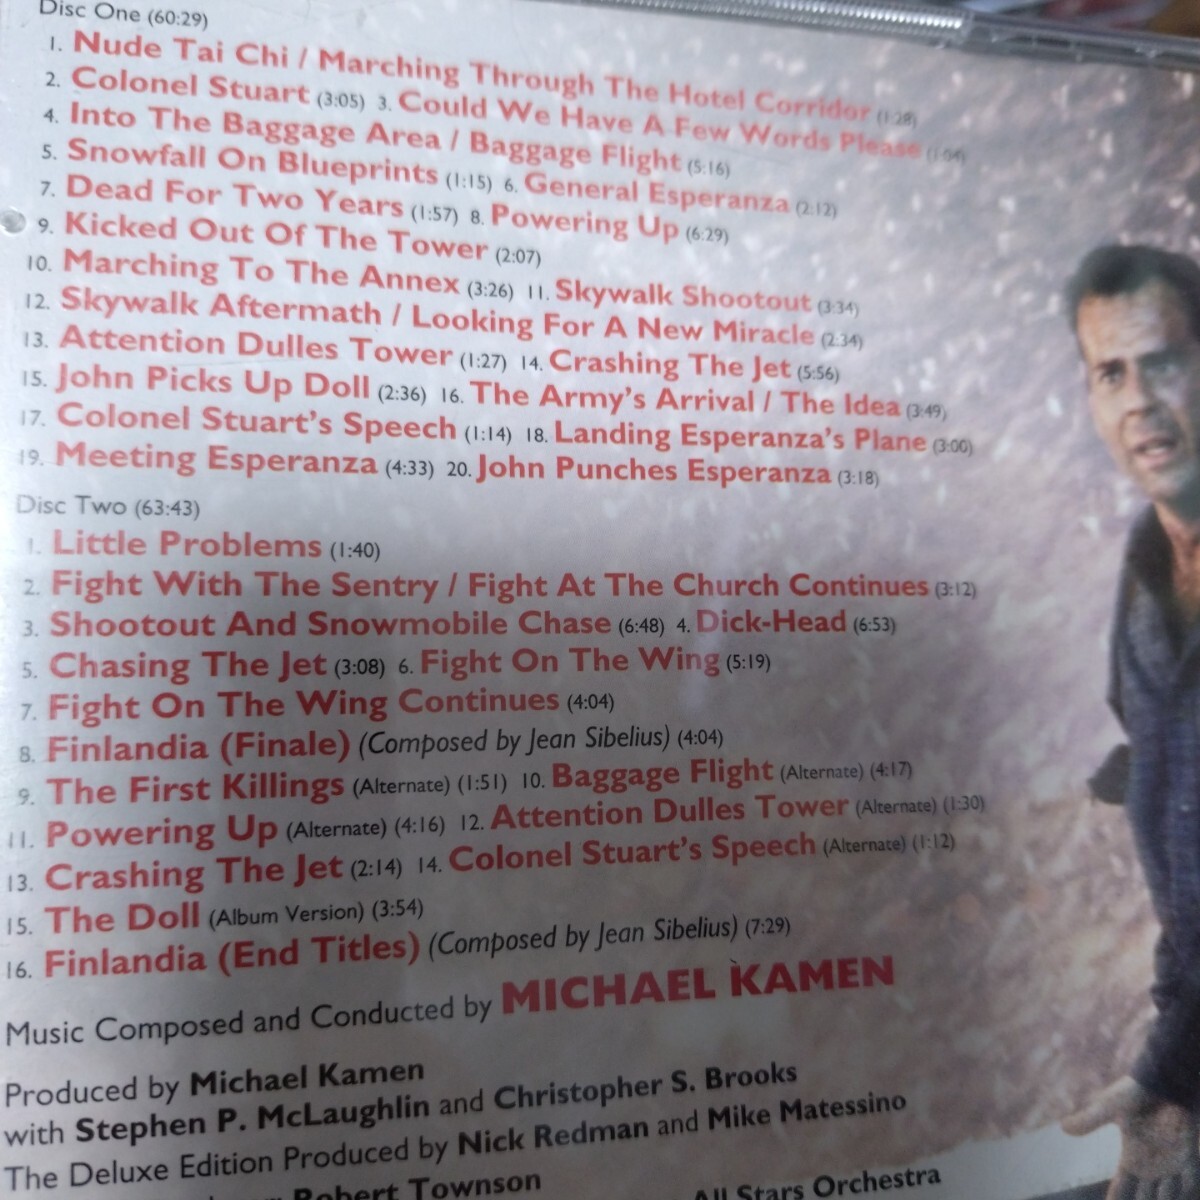 Disc One (60:29)
1. Nude Tai Chi / Marching Through The Hotel Corridor (1:28)
2. Colonel Stuart (3:05) 3. Could We Have A Few Words Please (1:04)
4. Into The Baggage Area / Baggage Flight (5:16)
5. Snowfall On Blueprints (1:15) 6. General Esperanza (2:12)
7. Dead For Two Years (1:57) 8. Powering Up (6:29)
9. Kicked Out Of The Tower (2:07)
10. Marching To The Annex (3:26) 11. Skywalk Shootout (3:34)
12. Skywalk Aftermath / Looking For A New Miracle (2:34)
13. Attention Dulles Tower (1:27) 14. Crashing The Jet (5:56)
15. John Picks Up Doll (2:36) 16. The Army's Arrival / The Idea (3:49)
17. Colonel Stuart's Speech (1:14) 18. Landing Esperanza's Plane (3:00)
19. Meeting Esperanza (4:33) 20. John Punches Esperanza (3:18)
Disc Two (63:43)
1. Little Problems (1:40)
2. Fight With The Sentry / Fight At The Church Continues (3:12)
3. Shootout And Snowmobile Chase (6:48) 4. Dick-Head (6:53)
5. Chasing The Jet (3:08) 6. Fight On The Wing (5:19)
7. Fight On The Wing Continues (4:04)
8. Finlandia (Finale) (Composed by Jean Sibelius) (4:04)
9. The First Killings (Alternate) (1:51) 10. Baggage Flight (Alternate) (4:17)
11. Powering Up (Alternate) (4:16) 12. Attention Dulles Tower (Alternate) (1:30)
13. Crashing The Jet (2:14) 14. Colonel Stuart's Speech (Alternate) (1:12)
15. The Doll (Album Version) (3:54)
16. Finlandia (End Titles) (Composed by Jean Sibelius) (7:29)
Music Composed and Conducted by MICHAEL KAMEN
Produced by Michael Kamen
with Stephen P. McLaughlin and Christopher S. Brooks
The Deluxe Edition Produced by Nick Redman and Mike Matessino
Robert Townson
All Stars Orchestra